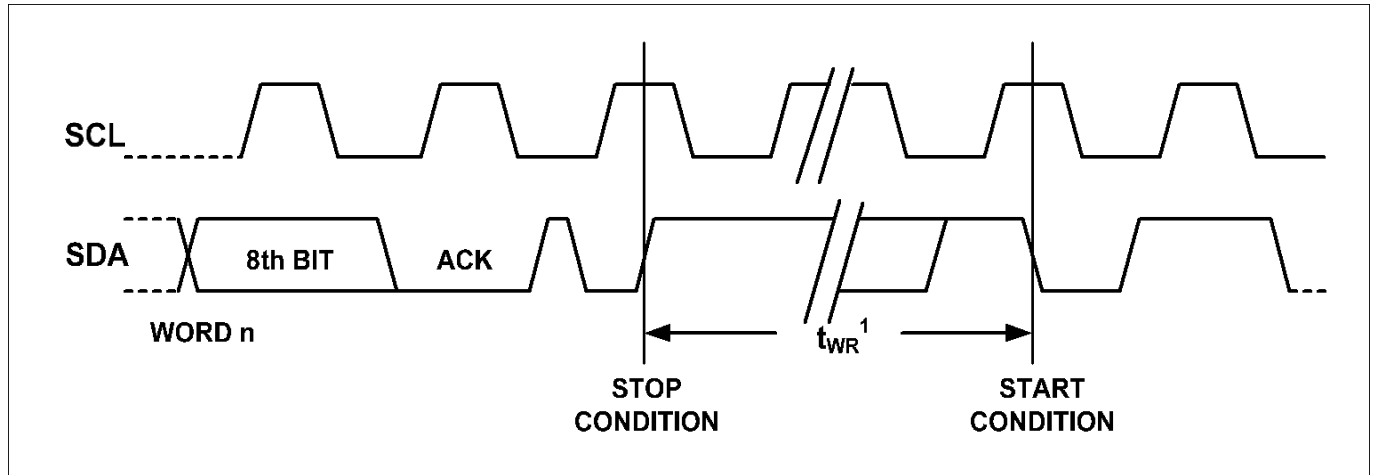 SCL
SDA
8th BIT
ACK
WORD n
tWR1
STOP
CONDITION
START
CONDITION